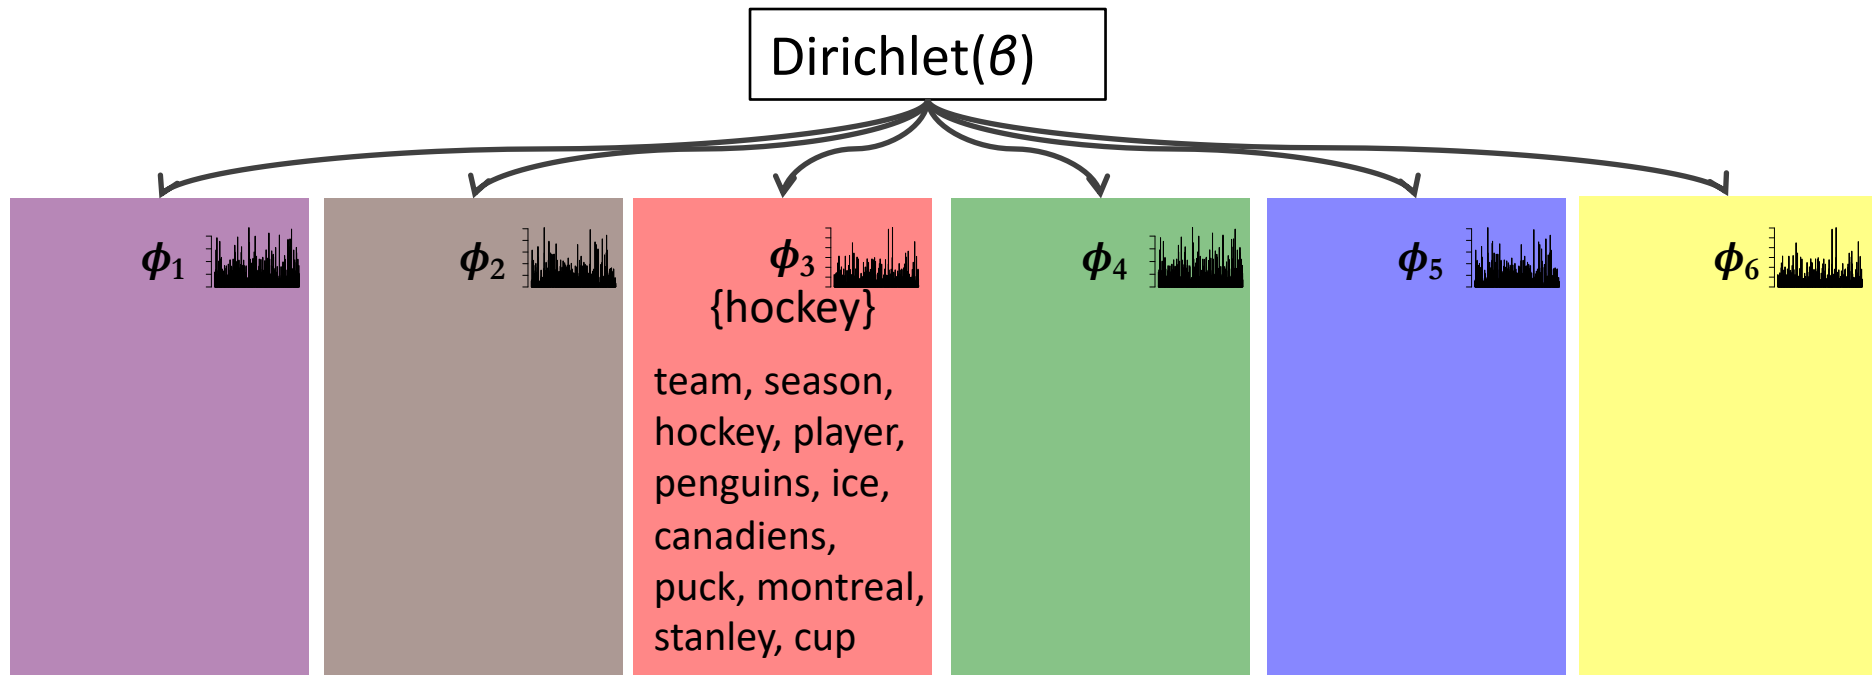 Dirichlet(β)
ϕ₁
ϕ₂
ϕ₃
ϕ₄
ϕ₅
ϕ₆
{hockey}
team, season,
hockey, player,
penguins, ice,
canadiens,
puck, montreal,
stanley, cup